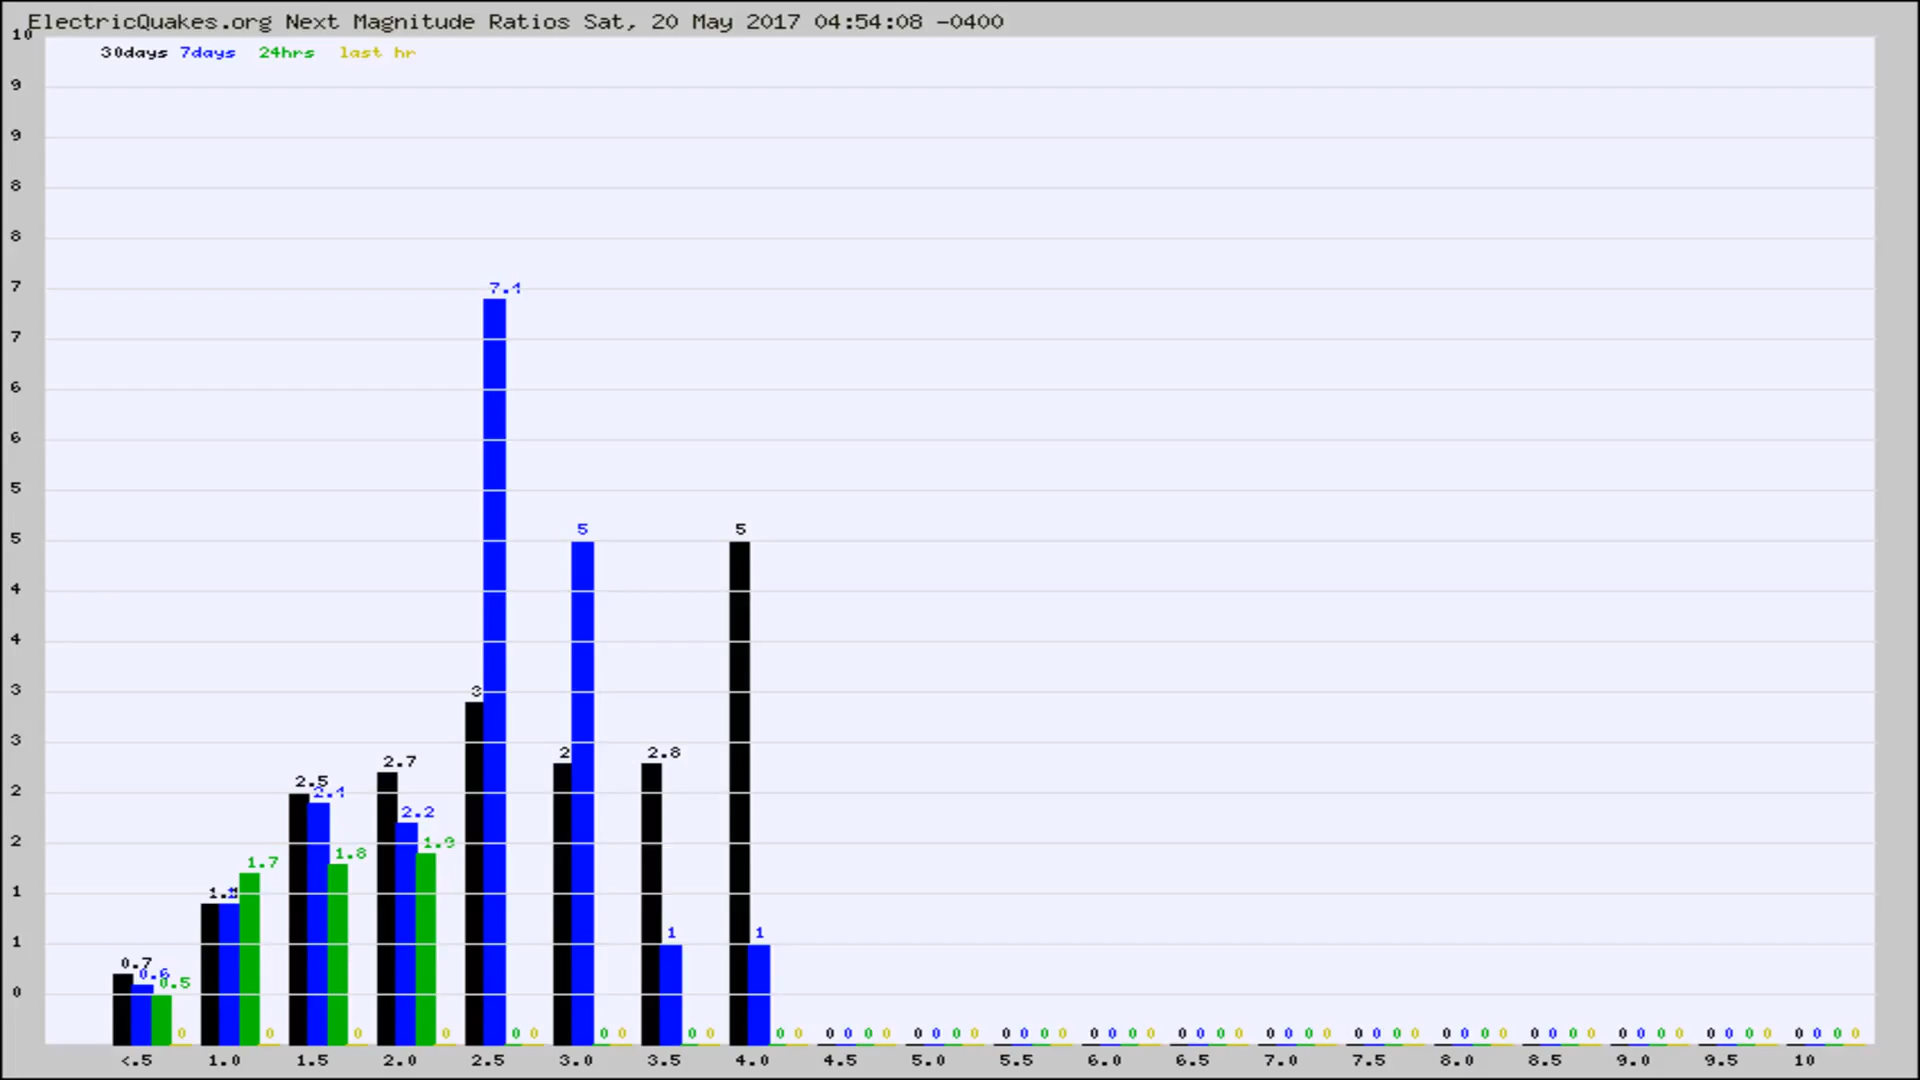 ElectricQuakes.org Next Magnitude Ratios Sat, 20 May 2017 04:54:08 -0400
10
30days 7days 24hrs last hr
9
9
8
8
7 7.4
7
6
6
5
5 5 5
4
4
3 3
3 2 2.8
2.7
2.5 2.4
2 2.2
2 1.9
1.7 1.8
1 1.1
1 1 1
0.7 0.6 0.5
0
0 0 0 0 0 0 0 0 0 0 0 0 0 0 0 0 0 0 0 0 0 0 0 0 0 0 0 0 0 0 0 0 0 0 0 0 0 0 0 0 0 0 0 0 0 0 0 0 0 0 0 0 0 0 0 0 0 0 0 0
<.5 1.0 1.5 2.0 2.5 3.0 3.5 4.0 4.5 5.0 5.5 6.0 6.5 7.0 7.5 8.0 8.5 9.0 9.5 10